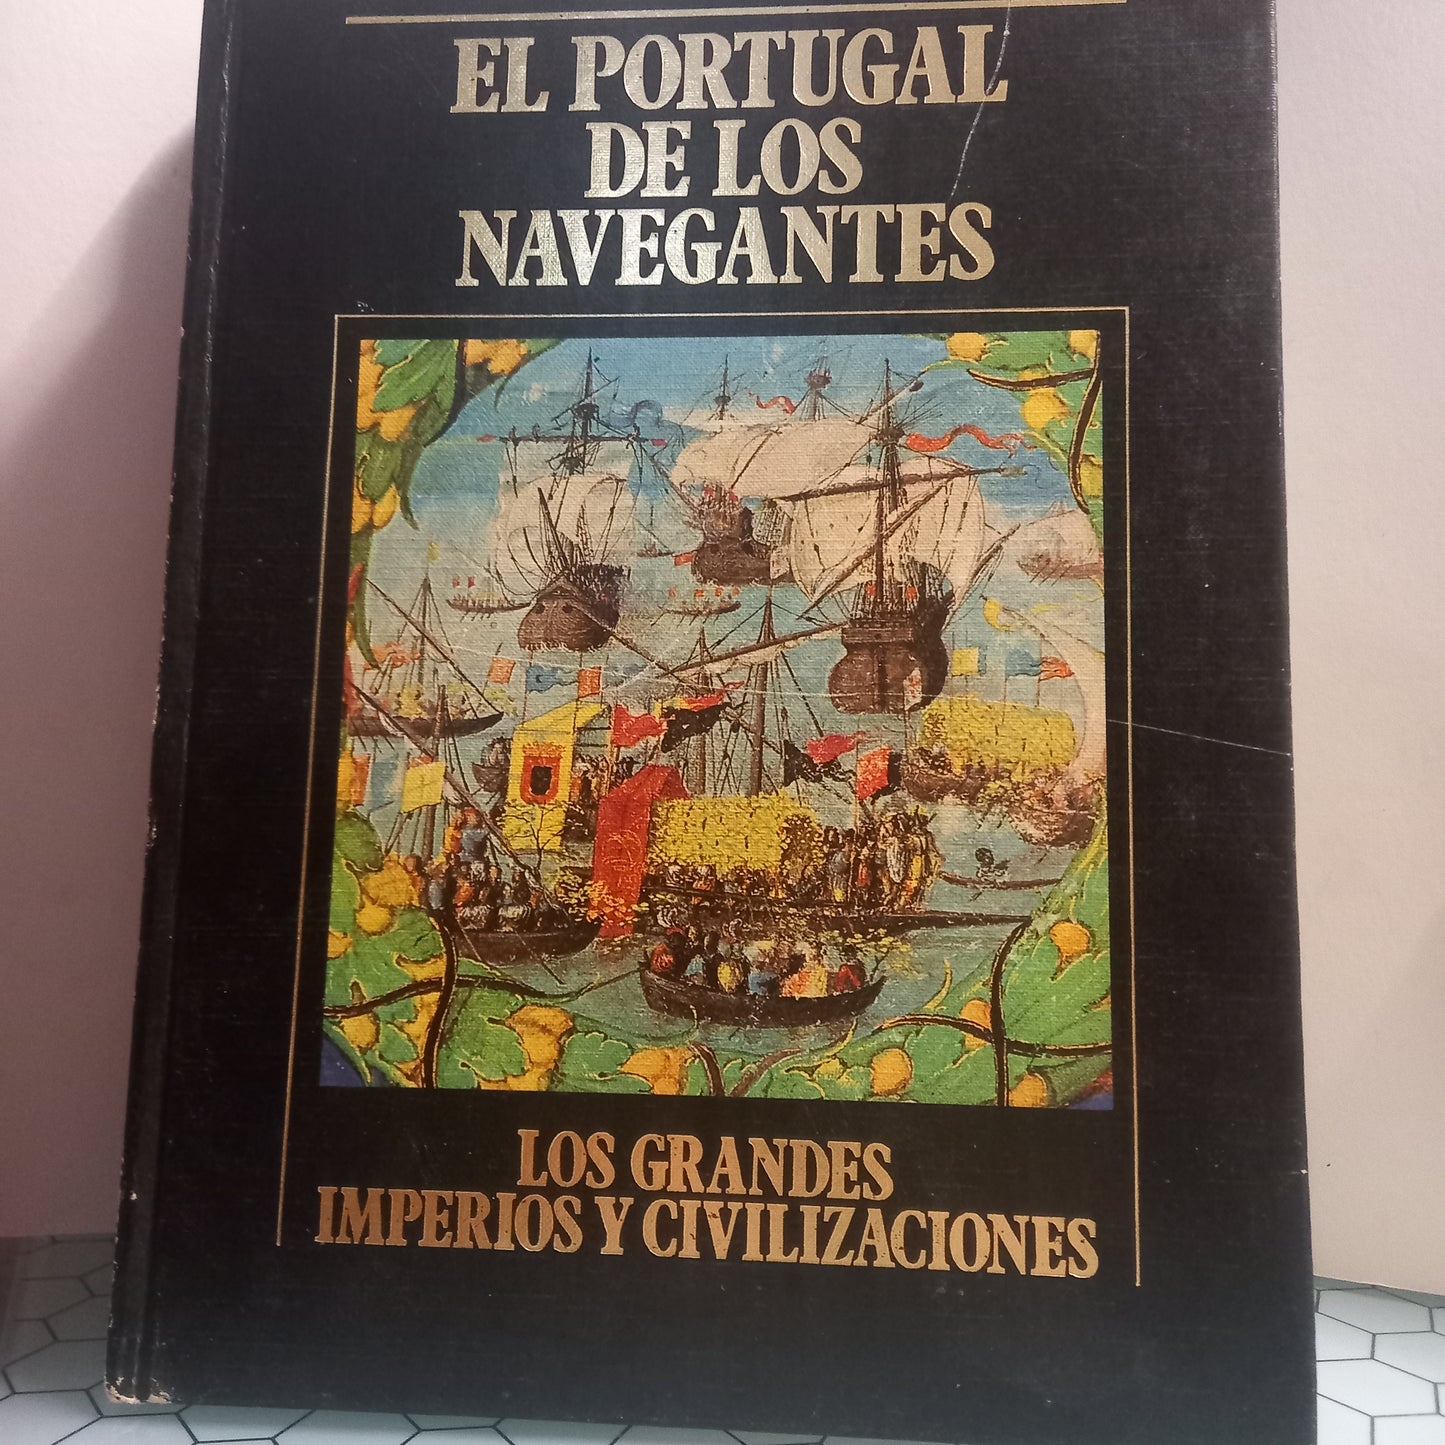 EL PORTUGAL
DE LOS
NAVEGANTES
LOS GRANDES
IMPERIOS Y CIVILIZACIONES